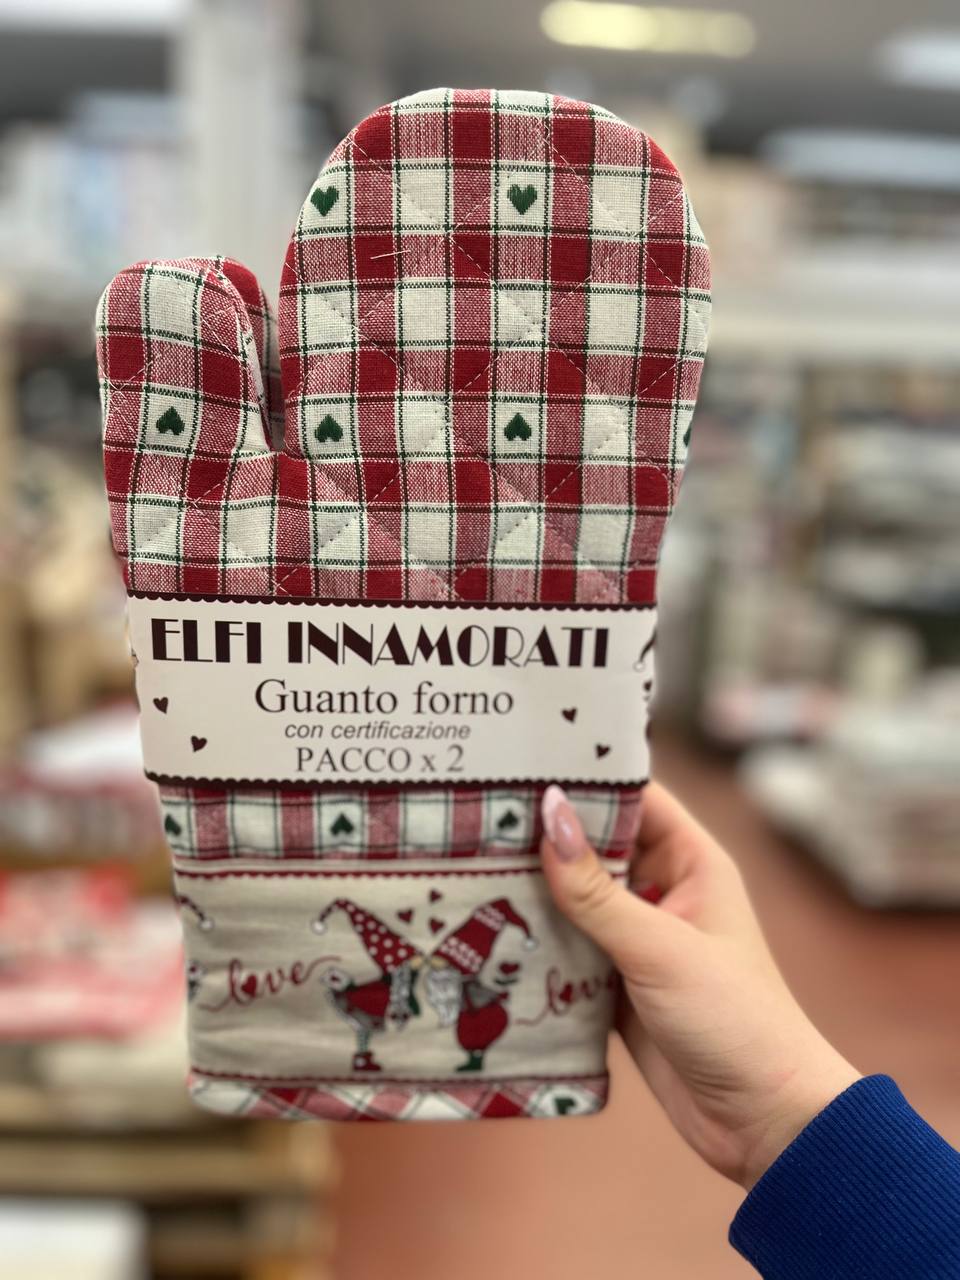 ELFI INNAMORATI
Guanto forno
con certificazione
PACCO x 2
love
love